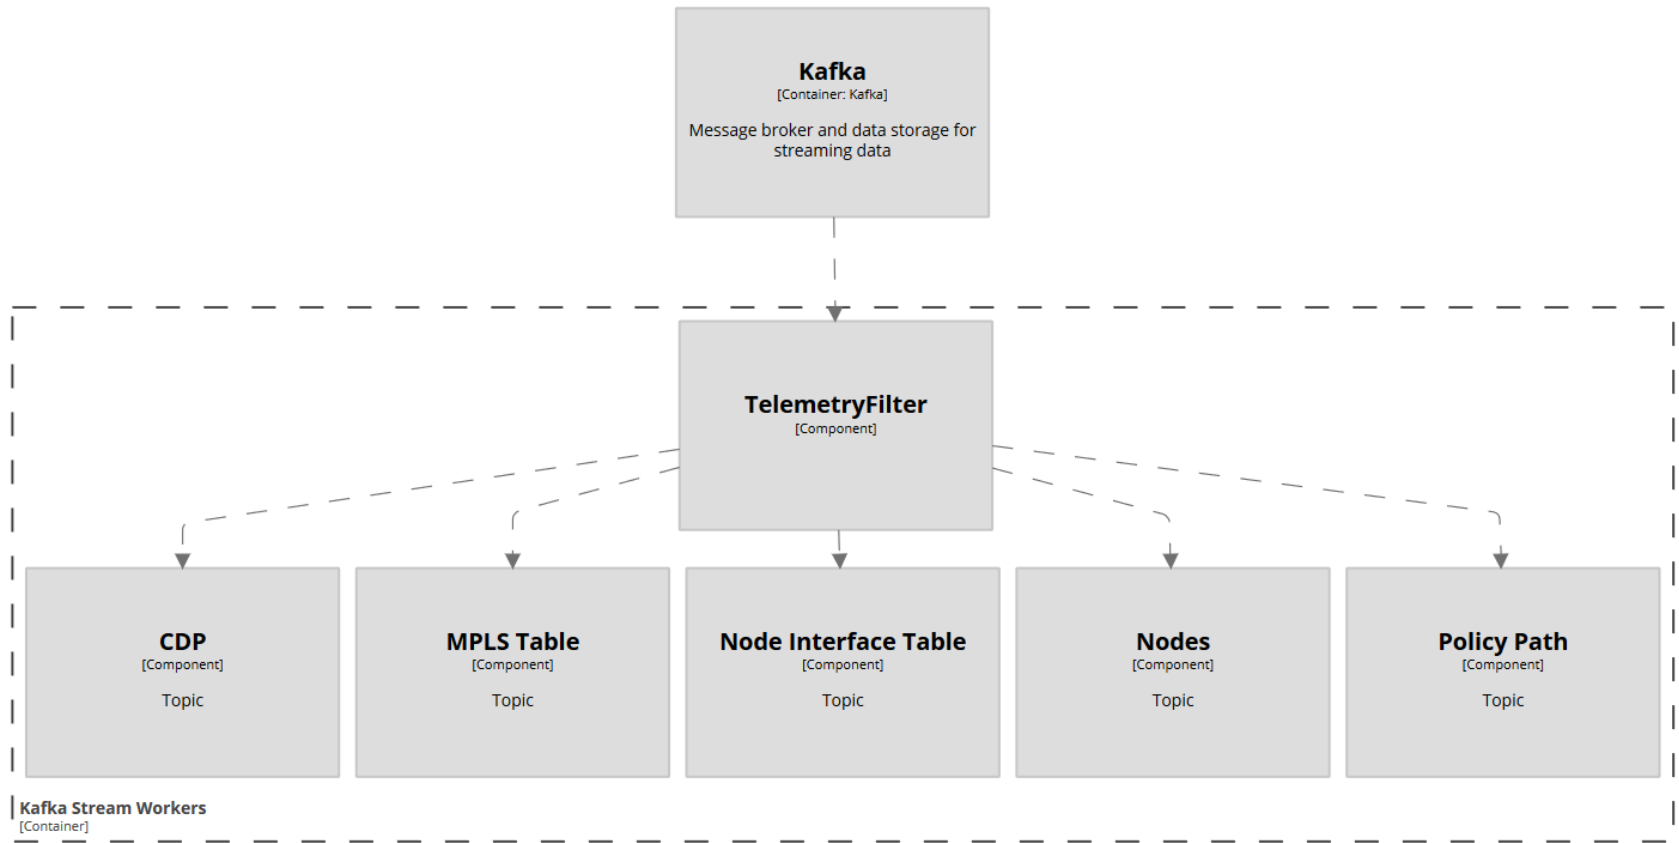 Kafka
[Container: Kafka]
Message broker and data storage for
streaming data
TelemetryFilter
[Component]
CDP
[Component]
Topic
MPLS Table
[Component]
Topic
Node Interface Table
[Component]
Topic
Nodes
[Component]
Topic
Policy Path
[Component]
Topic
Kafka Stream Workers
[Container]